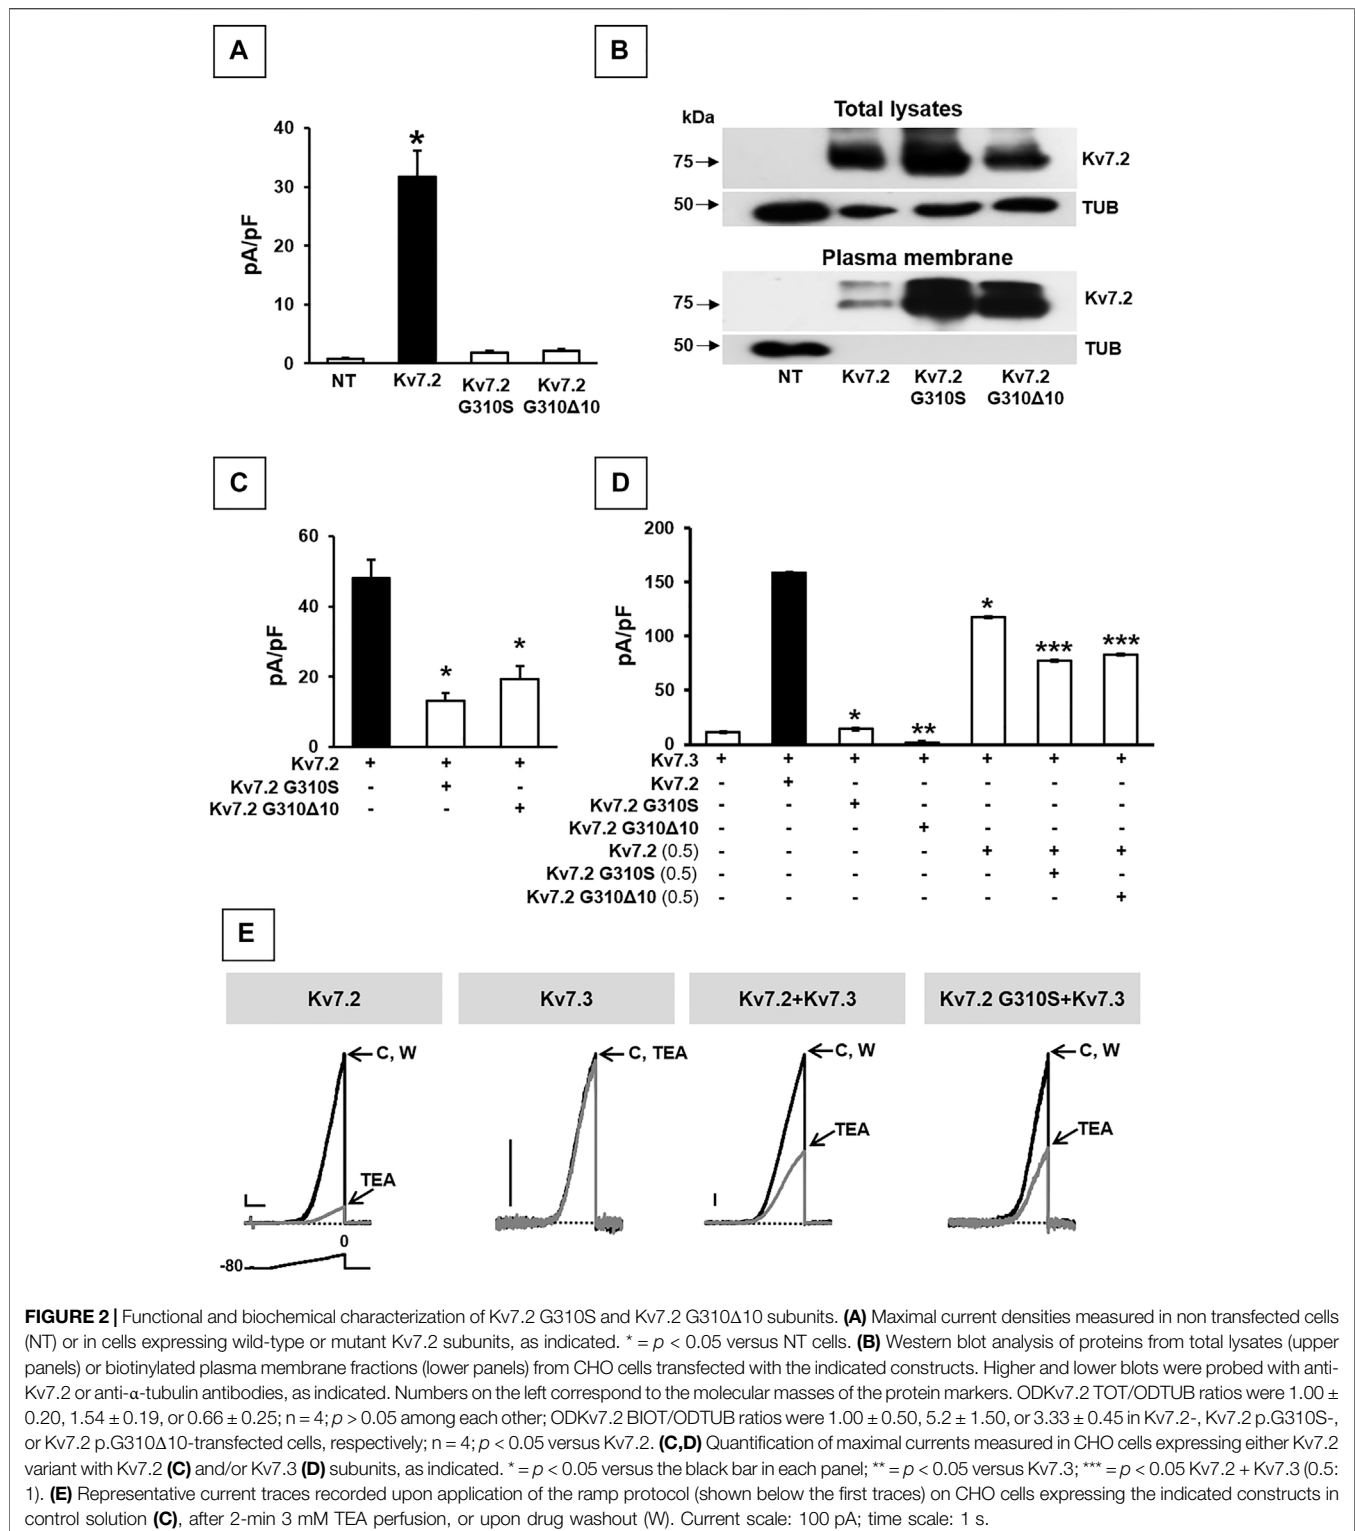 A
B
40
30
20
10
0
pA/pF
*
NT
Kv7.2
Kv7.2
G310S
Kv7.2
G310Δ10
kDa
Total lysates
75
Kv7.2
50
TUB
Plasma membrane
75
Kv7.2
50
TUB
NT
Kv7.2
Kv7.2
G310S
Kv7.2
G310Δ10
C
60
40
20
0
pA/pF
*
*
Kv7.2 + + +
Kv7.2 G310S - + -
Kv7.2 G310Δ10 - - +
D
200
150
100
50
0
pA/pF
*
**
*
***
***
Kv7.3 + + + + + + +
Kv7.2 - + - - - - -
Kv7.2 G310S - - + - - - -
Kv7.2 G310Δ10 - - - + - - -
Kv7.2 (0.5) - - - - + + +
Kv7.2 G310S (0.5) - - - - - + -
Kv7.2 G310Δ10 (0.5) - - - - - - +
E
Kv7.2
Kv7.3
Kv7.2+Kv7.3
Kv7.2 G310S+Kv7.3
C, W
TEA
0
-80
C, TEA
C, W
TEA
C, W
TEA
FIGURE 2 | Functional and biochemical characterization of Kv7.2 G310S and Kv7.2 G310Δ10 subunits. (A) Maximal current densities measured in non transfected cells
(NT) or in cells expressing wild-type or mutant Kv7.2 subunits, as indicated. * = p < 0.05 versus NT cells. (B) Western blot analysis of proteins from total lysates (upper
panels) or biotinylated plasma membrane fractions (lower panels) from CHO cells transfected with the indicated constructs. Higher and lower blots were probed with anti-
Kv7.2 or anti-α-tubulin antibodies, as indicated. Numbers on the left correspond to the molecular masses of the protein markers. ODKv7.2 TOT/ODTUB ratios were 1.00 ±
0.20, 1.54 ± 0.19, or 0.66 ± 0.25; n = 4; p > 0.05 among each other; ODKv7.2 BIOT/ODTUB ratios were 1.00 ± 0.50, 5.2 ± 1.50, or 3.33 ± 0.45 in Kv7.2-, Kv7.2 p.G310S-,
or Kv7.2 p.G310Δ10-transfected cells, respectively; n = 4; p < 0.05 versus Kv7.2. (C,D) Quantification of maximal currents measured in CHO cells expressing either Kv7.2
variant with Kv7.2 (C) and/or Kv7.3 (D) subunits, as indicated. * = p < 0.05 versus the black bar in each panel; ** = p < 0.05 versus Kv7.3; *** = p < 0.05 Kv7.2 + Kv7.3 (0.5:
1). (E) Representative current traces recorded upon application of the ramp protocol (shown below the first traces) on CHO cells expressing the indicated constructs in
control solution (C), after 2-min 3 mM TEA perfusion, or upon drug washout (W). Current scale: 100 pA; time scale: 1 s.